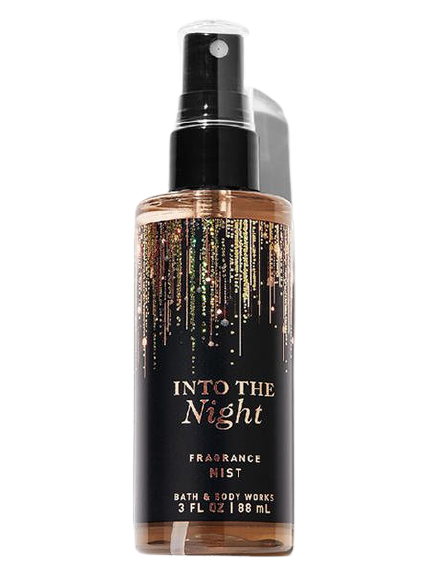 INTO THE
Night
FRAGRANCE
MIST
BATH & BODY WORKS
3 FL OZ | 88 mL